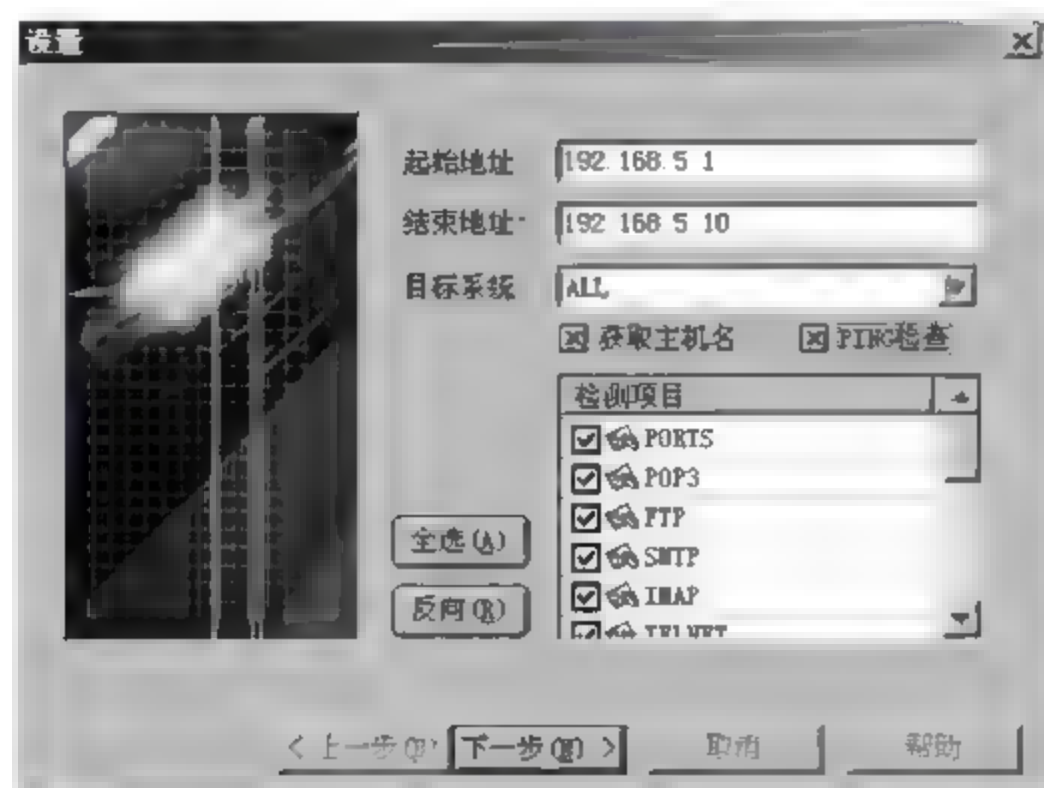 设置
起始地址 192.168.5 1
结束地址 192 168 5 10
目标系统 ALL
获取主机名 PING检查
检测项目
PORTS
POP3
FTP
SMTP
IMAP
TELNET
全选(A)
反向(R)
< 上一步(B) 下一步(N) > 取消 帮助